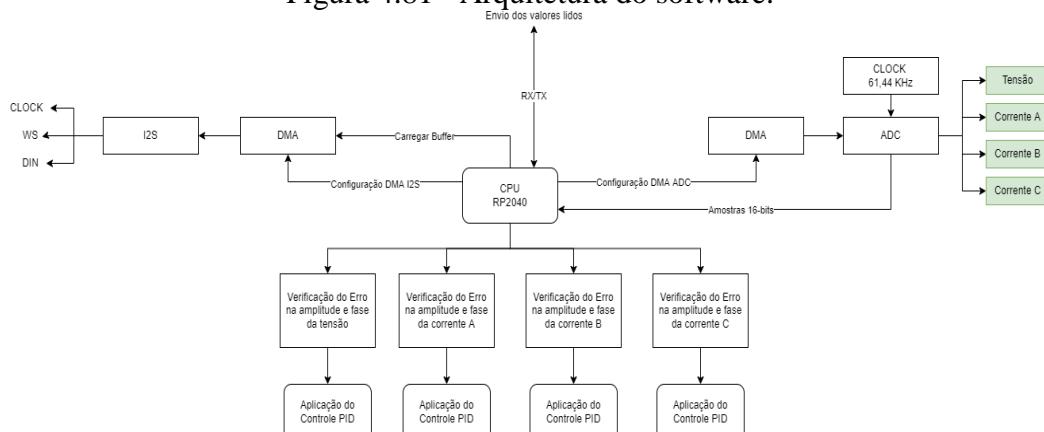 Figura 4.81 - Arquitetura do software.
Envio dos valores lidos
RX/TX
CLOCK
61,44 KHz
Tensão
CLOCK
WS
DIN
I2S
DMA
Carregar Buffer
DMA
ADC
Corrente A
Corrente B
Corrente C
Configuração DMA I2S
CPU
RP2040
Configuração DMA ADC
Amostras 16-bits
Verificação do Erro
na amplitude e fase
da tensão
Verificação do Erro
na amplitude e fase
da corrente A
Verificação do Erro
na amplitude e fase
da corrente B
Verificação do Erro
na amplitude e fase
da corrente C
Aplicação do
Controle PID
Aplicação do
Controle PID
Aplicação do
Controle PID
Aplicação do
Controle PID